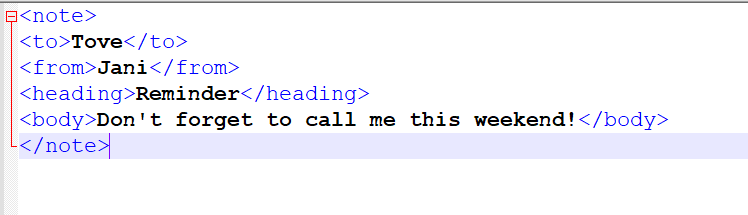 <note>
<to>Tove</to>
<from>Jani</from>
<heading>Reminder</heading>
<body>Don't forget to call me this weekend!</body>
</note>